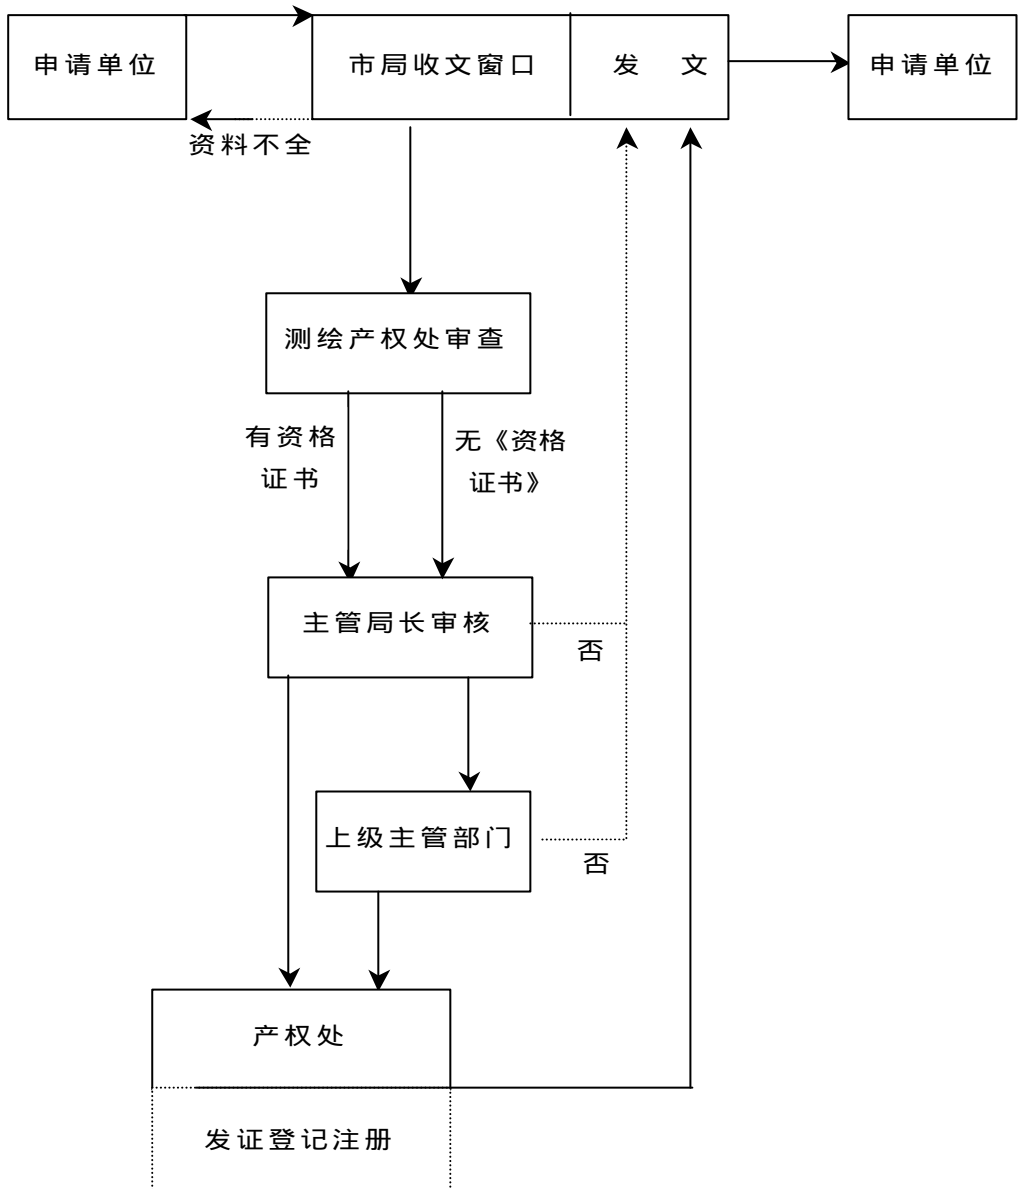 申请单位
市局收文窗口
发 文
申请单位
资料不全
测绘产权处审查
有资格
证书
无《资格
证书》
主管局长审核
否
上级主管部门
否
产权处
发证登记注册